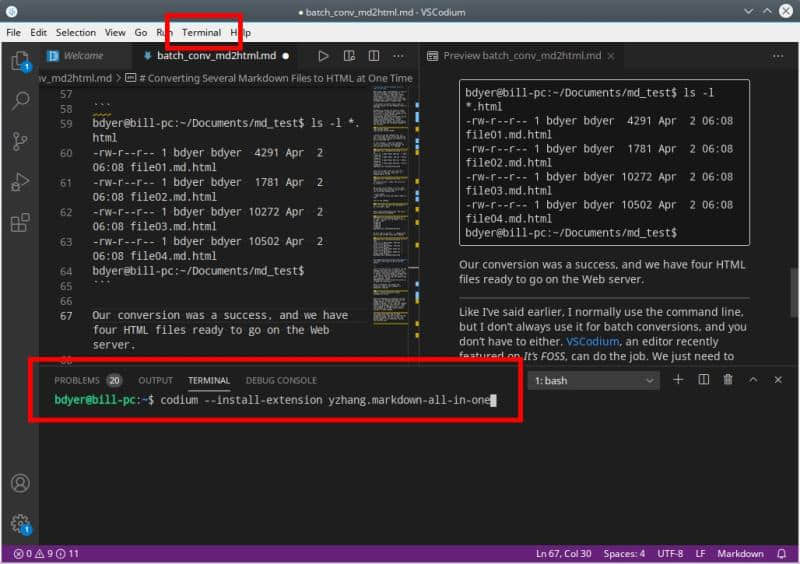 batch_conv_md2html.md - VSCodium
File Edit Selection View Go Run Terminal Help
Welcome
batch_conv_md2html.md
Preview batch_conv_md2html.md
nv_md2html.md > # Converting Several Markdown Files to HTML at One Time
57
58 ```
59 bdyer@bill-pc:~/Documents/md_test$ ls -l *.
html
60 -rw-r--r-- 1 bdyer bdyer 4291 Apr 2
06:08 file01.md.html
61 -rw-r--r-- 1 bdyer bdyer 1781 Apr 2
06:08 file02.md.html
62 -rw-r--r-- 1 bdyer bdyer 10272 Apr 2
06:08 file03.md.html
63 -rw-r--r-- 1 bdyer bdyer 10502 Apr 2
06:08 file04.md.html
64 bdyer@bill-pc:~/Documents/md_test$
65 ```
66
67 Our conversion was a success, and we have
four HTML files ready to go on the Web
server.
68
bdyer@bill-pc:~/Documents/md_test$ ls -l
*.html
-rw-r--r-- 1 bdyer bdyer 4291 Apr 2 06:08
file01.md.html
-rw-r--r-- 1 bdyer bdyer 1781 Apr 2 06:08
file02.md.html
-rw-r--r-- 1 bdyer bdyer 10272 Apr 2 06:08
file03.md.html
-rw-r--r-- 1 bdyer bdyer 10502 Apr 2 06:08
file04.md.html
bdyer@bill-pc:~/Documents/md_test$
Our conversion was a success, and we have four HTML
files ready to go on the Web server.
Like I've said earlier, I normally use the command line,
but I don't always use it for batch conversions, and you
don't have to either. VSCodium, an editor recently
featured on It's FOSS, can do the job. We just need to
PROBLEMS 20 OUTPUT TERMINAL DEBUG CONSOLE
1: bash
bdyer@bill-pc:~$ codium --install-extension yzhang.markdown-all-in-one
1
1
0 9 11
Ln 67, Col 30 Spaces: 4 UTF-8 LF Markdown